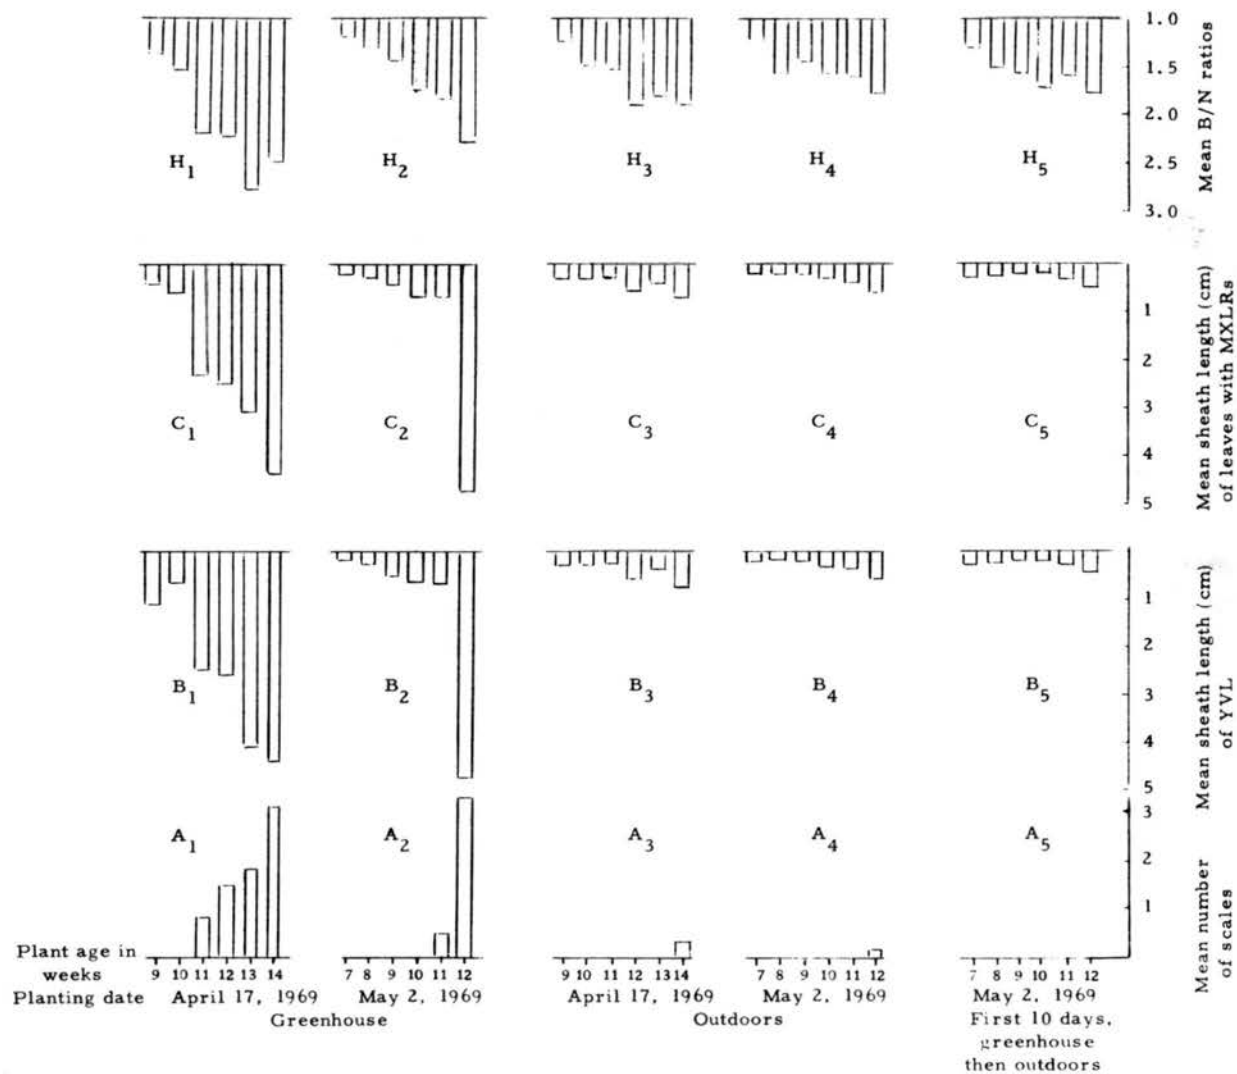 1.0
1.5
2.0
2.5
3.0
Mean B/N ratios
H1 H2 H3 H4 H5
1
2
3
4
5
Mean sheath length (cm)
of leaves with MXLRs
C1 C2 C3 C4 C5
1
2
3
4
5
Mean sheath length (cm)
of YVL
B1 B2 B3 B4 B5
3
2
1
Mean number
of scales
A1 A2 A3 A4 A5
Plant age in
weeks
9 10 11 12 13 14 7 8 9 10 11 12 9 10 11 12 13 14 7 8 9 10 11 12 7 8 9 10 11 12
Planting date April 17, 1969 May 2, 1969 April 17, 1969 May 2, 1969 May 2, 1969
Greenhouse Outdoors First 10 days,
greenhouse
then outdoors